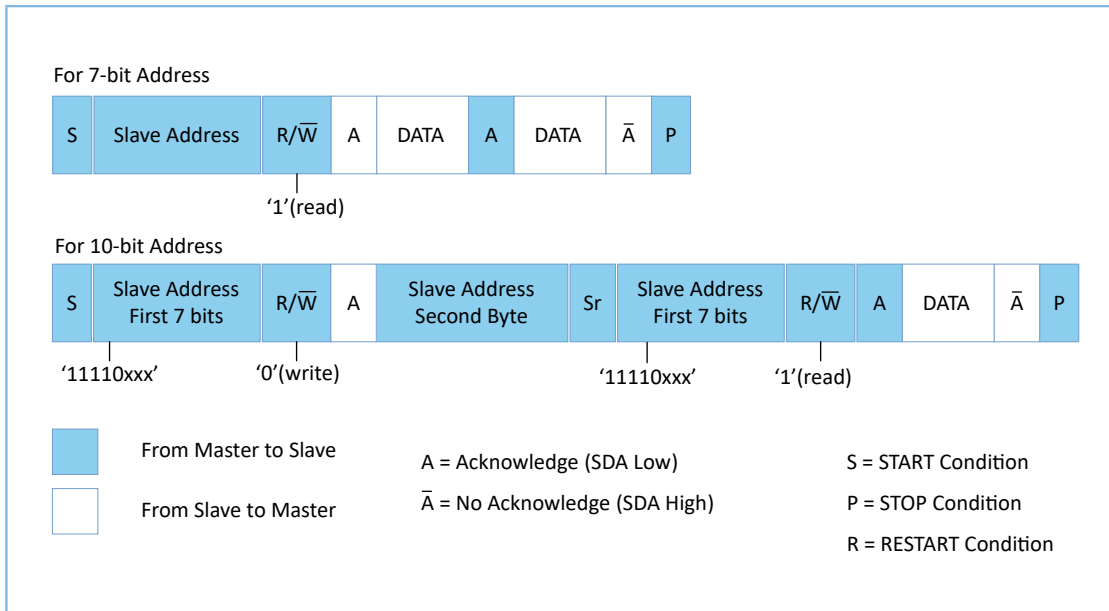 For 7-bit Address
S Slave Address R/W̅ A DATA A DATA A̅ P
‘1’(read)
For 10-bit Address
S Slave Address First 7 bits R/W̅ A Slave Address Second Byte Sr Slave Address First 7 bits R/W̅ A DATA A̅ P
‘11110xxx’ ‘0’(write) ‘11110xxx’ ‘1’(read)
From Master to Slave
From Slave to Master
A = Acknowledge (SDA Low)
A̅ = No Acknowledge (SDA High)
S = START Condition
P = STOP Condition
R = RESTART Condition